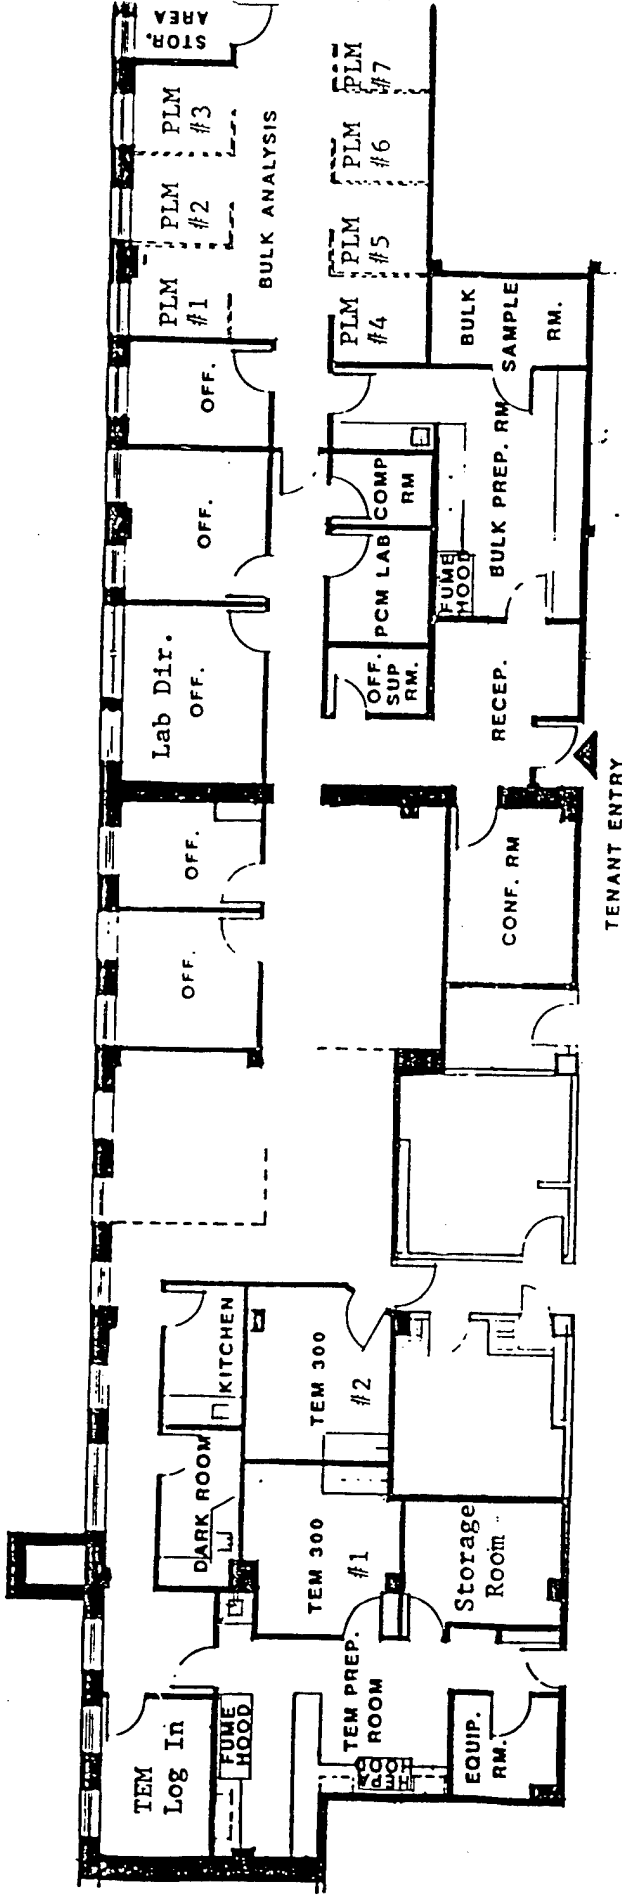 STOR.
AREA
PLM
#3
PLM
#2
PLM
#1
BULK ANALYSIS
PLM
#7
PLM
#6
PLM
#5
PLM
#4
BULK
SAMPLE
RM.
OFF.
OFF.
COMP
RM
BULK PREP. RM
FUME
HOOD
PCM LAB
Lab Dir.
OFF.
OFF.
SUP
RM.
RECEP.
TENANT ENTRY
OFF.
OFF.
CONF. RM
KITCHEN
DARK ROOM
TEM 300
#2
TEM 300
#1
Storage
Room
TEM
Log In
FUME
HOOD
TEM PREP.
ROOM
HEPA
HOOD
EQUIP.
RM.